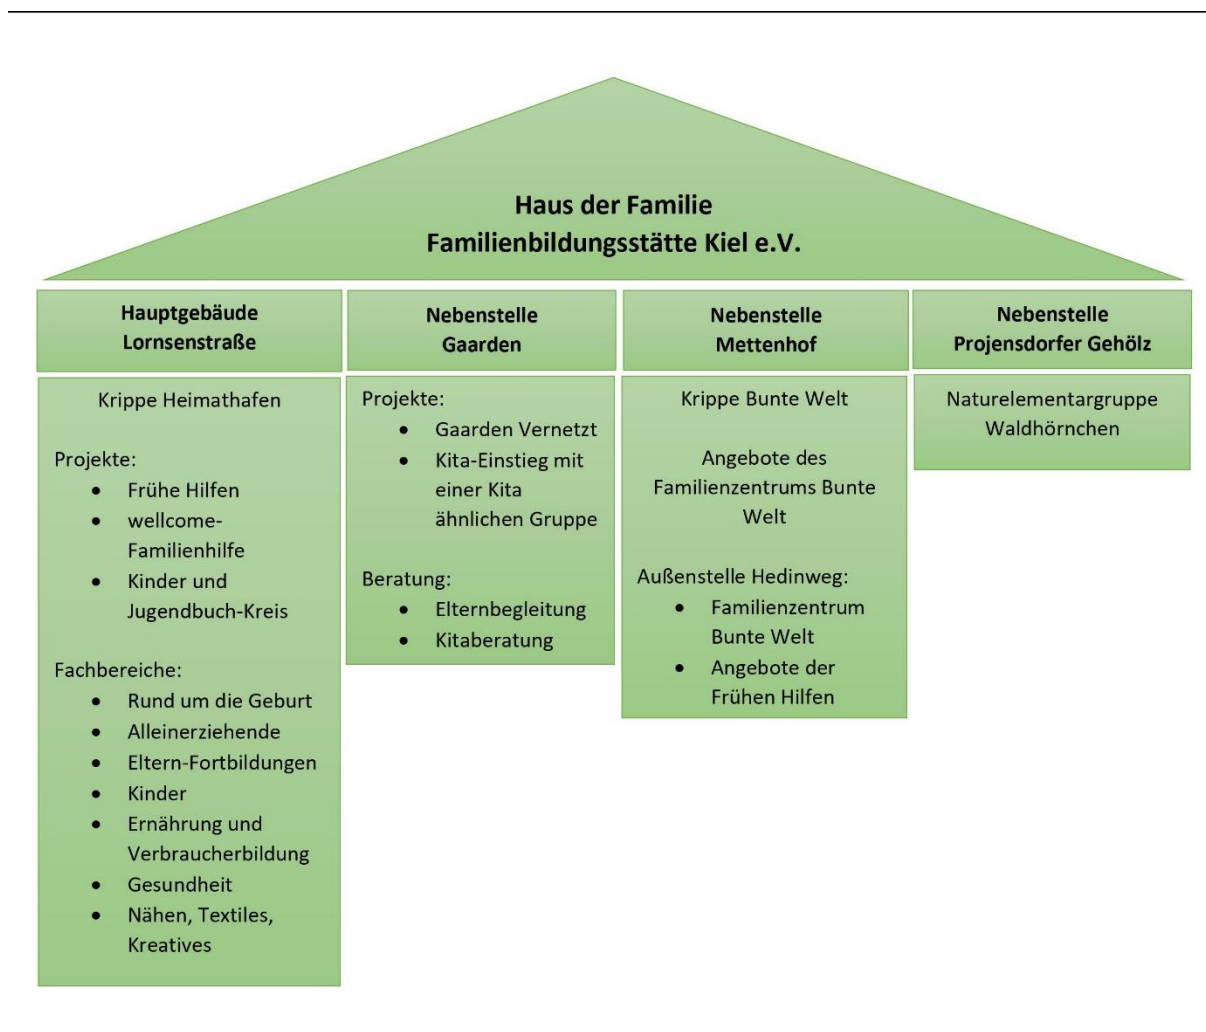 Haus der Familie
Familienbildungsstätte Kiel e.V.
Hauptgebäude
Lornsenstraße
Krippe Heimathafen
Projekte:
• Frühe Hilfen
• wellcome-
Familienhilfe
• Kinder und
Jugendbuch-Kreis
Fachbereiche:
• Rund um die Geburt
• Alleinerziehende
• Eltern-Fortbildungen
• Kinder
• Ernährung und
Verbraucherbildung
• Gesundheit
• Nähen, Textiles,
Kreatives
Nebenstelle
Gaarden
Projekte:
• Gaarden Vernetzt
• Kita-Einstieg mit
einer Kita
ähnlichen Gruppe
Beratung:
• Elternbegleitung
• Kitaberatung
Nebenstelle
Mettenhof
Krippe Bunte Welt
Angebote des
Familienzentrums Bunte
Welt
Außenstelle Hedinweg:
• Familienzentrum
Bunte Welt
• Angebote der
Frühen Hilfen
Nebenstelle
Projensdorfer Gehölz
Naturelementargruppe
Waldhörnchen